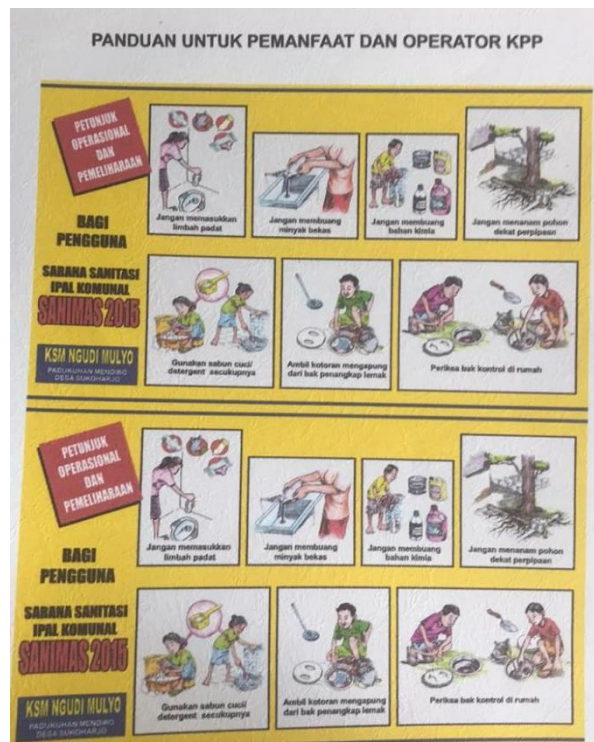 PANDUAN UNTUK PEMANFAAT DAN OPERATOR KPP
PETUNJUK
OPERASIONAL
DAN
PEMELIHARAAN
BAGI
PENGGUNA
SARANA SANITASI
IPAL KOMUNAL
SANIMAS 2015
KSM NGUDI MULYO
PADUKUHAN MENDIRO
DESA SUKOHARJO
Jangan memasukkan
limbah padat
Jangan membuang
minyak bekas
Jangan membuang
bahan kimia
Jangan menanam pohon
dekat perpipaan
Gunakan sabun cuci/
detergent secukupnya
Ambil kotoran mengapung
dari bak penangkap lemak
Periksa bak kontrol di rumah
PETUNJUK
OPERASIONAL
DAN
PEMELIHARAAN
BAGI
PENGGUNA
SARANA SANITASI
IPAL KOMUNAL
SANIMAS 2015
KSM NGUDI MULYO
PADUKUHAN MENDIRO
DESA SUKOHARJO
Jangan memasukkan
limbah padat
Jangan membuang
minyak bekas
Jangan membuang
bahan kimia
Jangan menanam pohon
dekat perpipaan
Gunakan sabun cuci/
detergent secukupnya
Ambil kotoran mengapung
dari bak penangkap lemak
Periksa bak kontrol di rumah